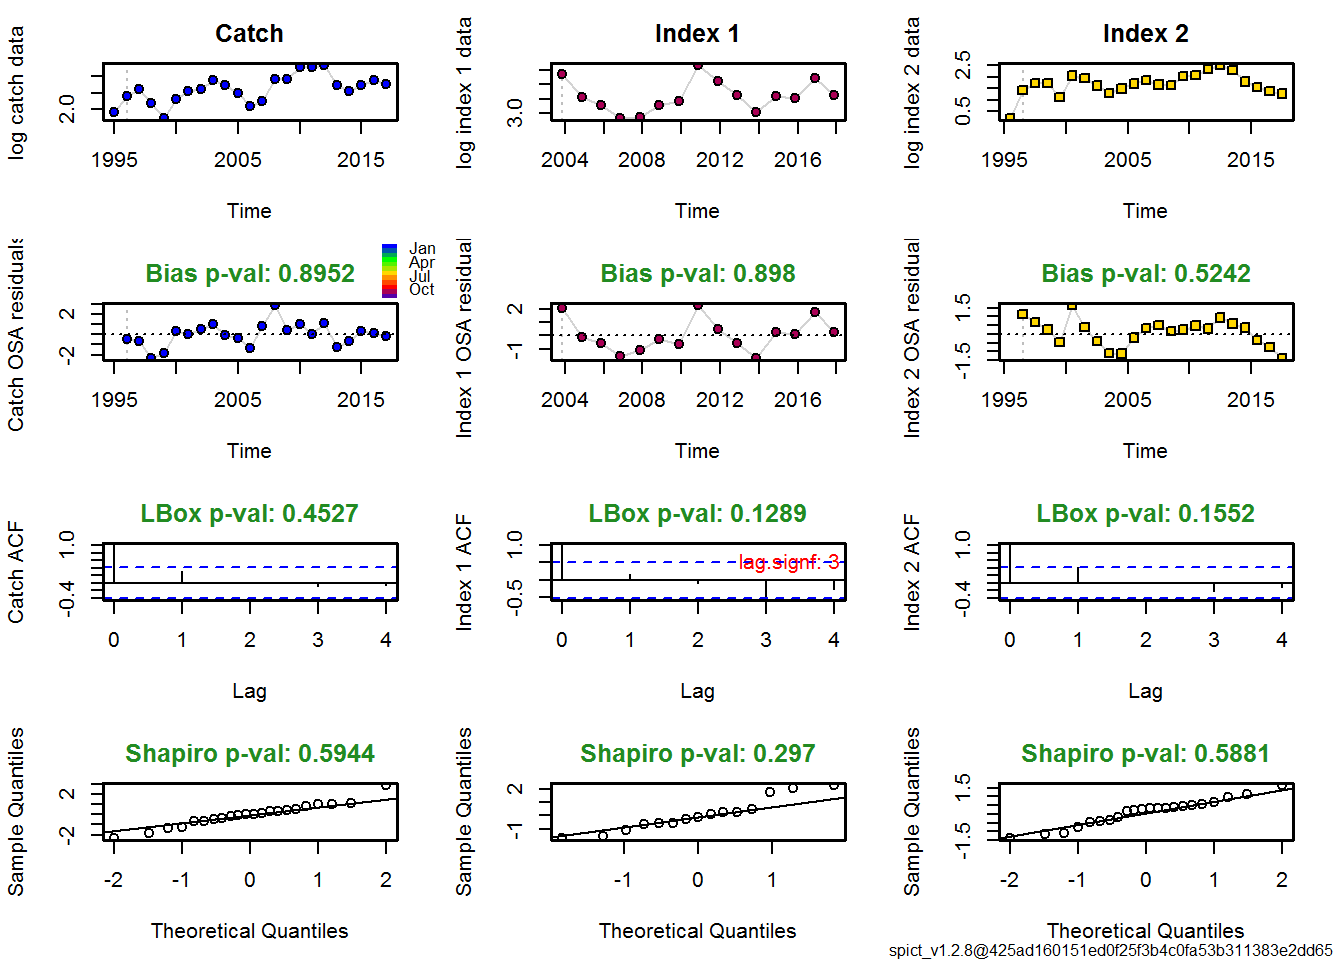 Catch
log catch data
2.0
1995 2005 2015
Time
Index 1
log index 1 data
3.0
2004 2008 2012 2016
Time
Index 2
log index 2 data
0.5 2.5
1995 2005 2015
Time
Bias p-val: 0.8952
Jan
Apr
Jul
Oct
Catch OSA residuals
-2 2
1995 2005 2015
Time
Bias p-val: 0.898
Index 1 OSA residual
-1 2
2004 2008 2012 2016
Time
Bias p-val: 0.5242
Index 2 OSA residual
-1.5 1.5
1995 2005 2015
Time
LBox p-val: 0.4527
Catch ACF
-0.4 1.0
0 1 2 3 4
Lag
LBox p-val: 0.1289
Index 1 ACF
-0.5 1.0
lag.signf: 3
0 1 2 3 4
Lag
LBox p-val: 0.1552
Index 2 ACF
-0.4 1.0
0 1 2 3 4
Lag
Shapiro p-val: 0.5944
Sample Quantiles
-2 2
-2 -1 0 1 2
Theoretical Quantiles
Shapiro p-val: 0.297
Sample Quantiles
-1 2
-1 0 1
Theoretical Quantiles
Shapiro p-val: 0.5881
Sample Quantiles
-1.5 1.5
-2 -1 0 1 2
Theoretical Quantiles
spict_v1.2.8@425ad160151ed0f25f3b4c0fa53b311383e2dd65